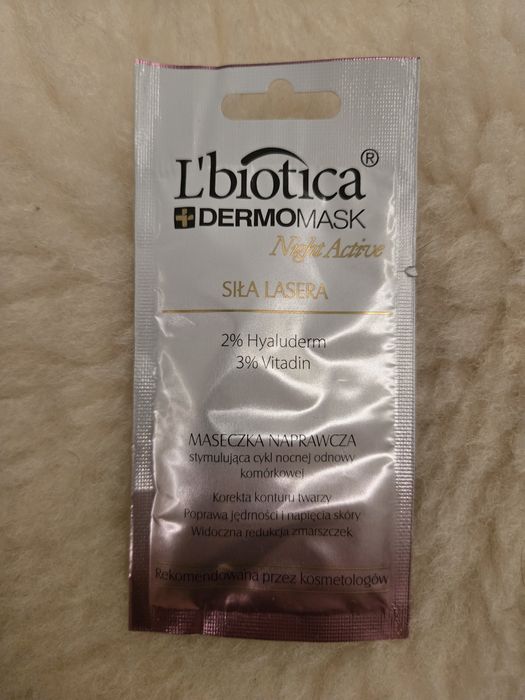 L'biotica®
DERMOMASK
Night Active
SIŁA LASERA
2% Hyaluderm
3% Vitadin
MASECZKA NAPRAWCZA
stymulująca cykl nocnej odnowy
komórkowej
Korekta konturu twarzy
Poprawa jędrności i napięcia skóry
Widoczna redukcja zmarszczek
Rekomendowana przez kosmetologów